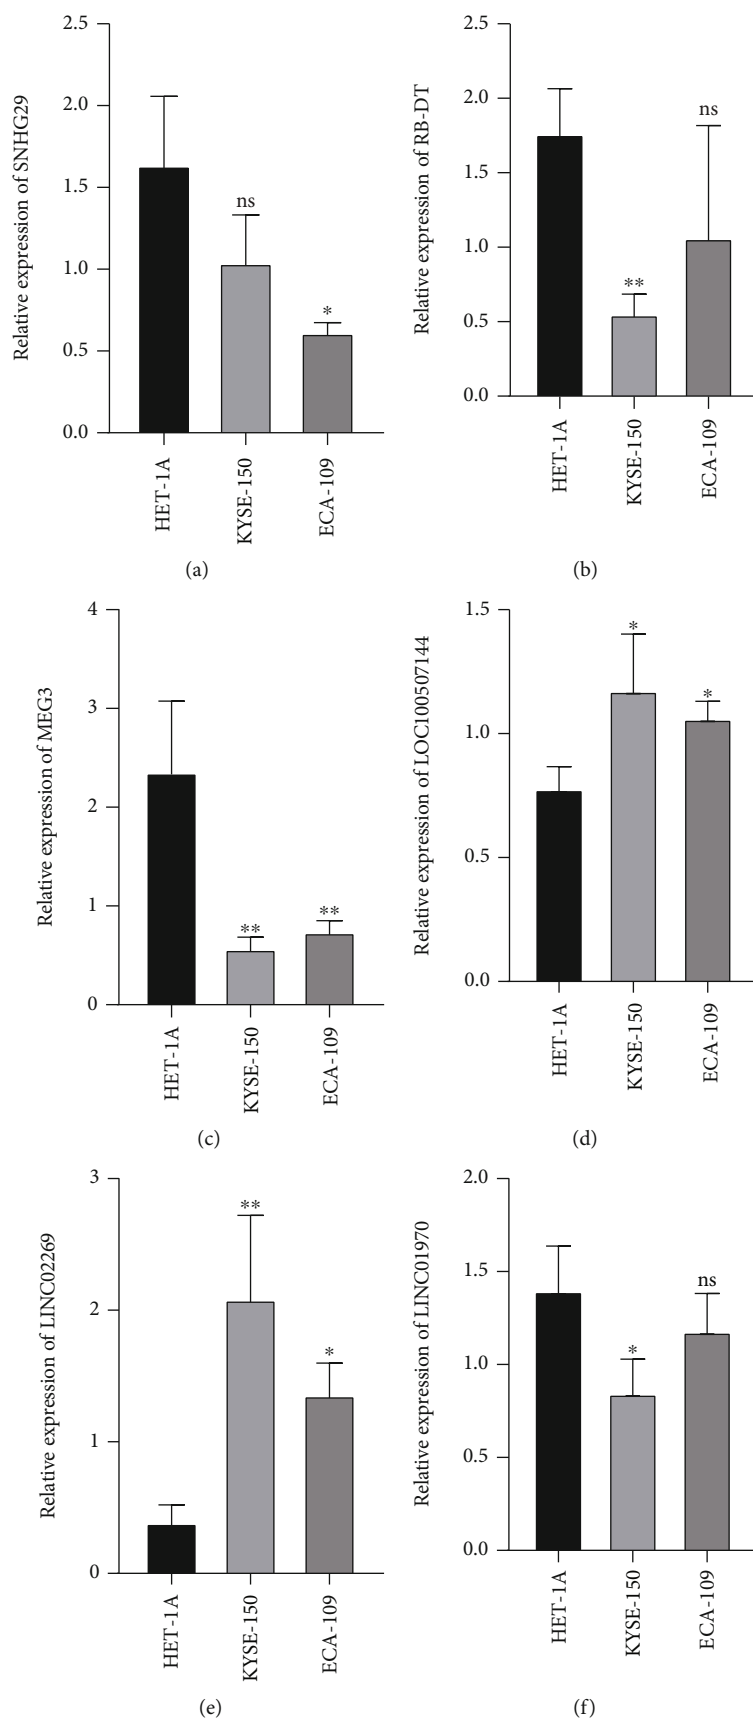 Relative expression of SNHG29
2.5
2.0
1.5
1.0
0.5
0.0
ns
*
HET-1A
KYSE-150
ECA-109
(a)
Relative expression of RB-DT
2.5
2.0
1.5
1.0
0.5
0.0
**
ns
HET-1A
KYSE-150
ECA-109
(b)
Relative expression of MEG3
4
3
2
1
0
**
**
HET-1A
KYSE-150
ECA-109
(c)
Relative expression of LOC100507144
1.5
1.0
0.5
0.0
*
*
HET-1A
KYSE-150
ECA-109
(d)
Relative expression of LINC02269
3
2
1
0
**
*
HET-1A
KYSE-150
ECA-109
(e)
Relative expression of LINC01970
2.0
1.5
1.0
0.5
0.0
*
ns
HET-1A
KYSE-150
ECA-109
(f)